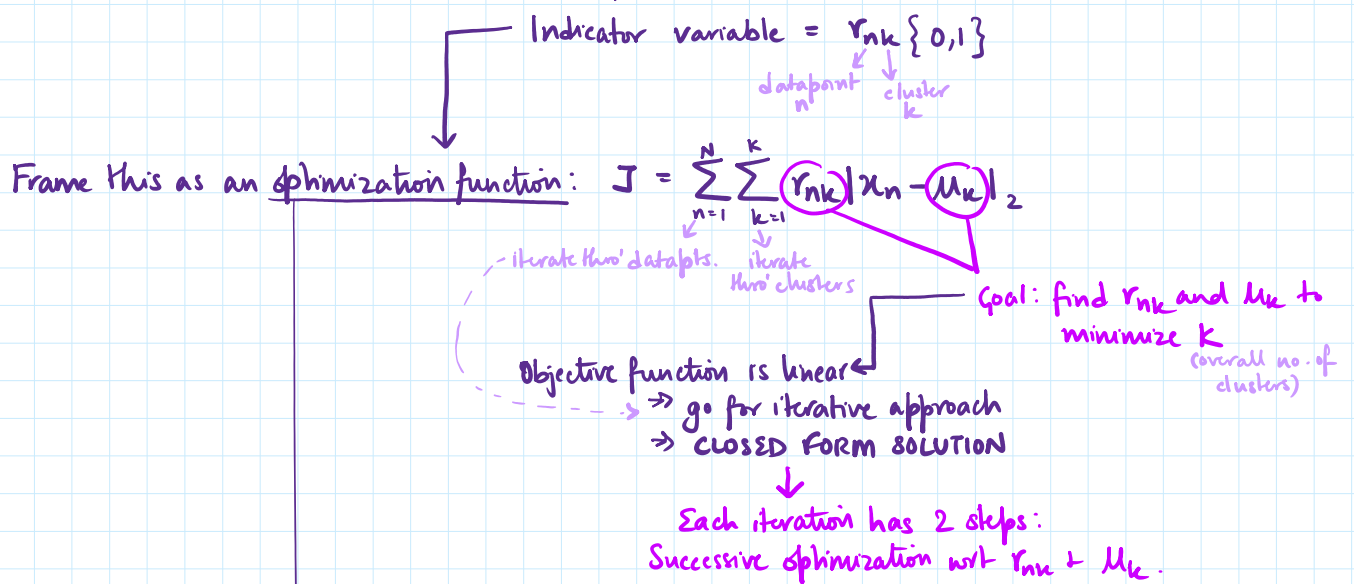 Indicator variable = rnk {0,1}
datapoint n
cluster k
Frame this as an optimization function: J = N∑n=1 K∑k=1 rnk |xn - μk|2
iterate thro' datapts.
iterate
thro' clusters
Goal: find rnk and μk to
minimize K
(overall no. of
clusters)
Objective function is linear
→ go for iterative approach
→ CLOSED FORM SOLUTION
Each iteration has 2 steps:
Successive optimization wrt rnk + μk.